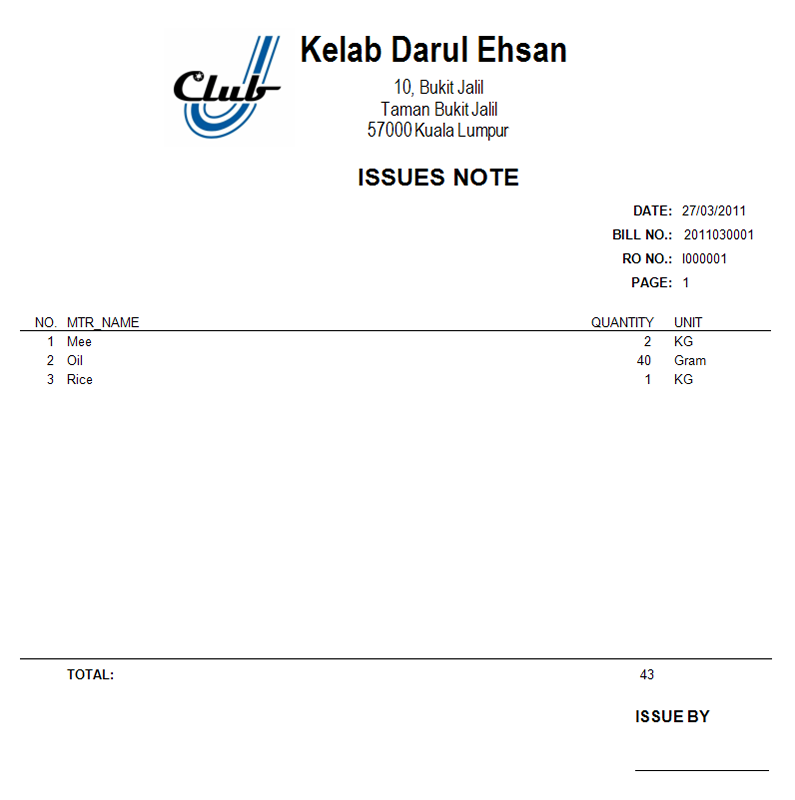 Club
Kelab Darul Ehsan
10, Bukit Jalil
Taman Bukit Jalil
57000 Kuala Lumpur
ISSUES NOTE
DATE: 27/03/2011
BILL NO.: 2011030001
RO NO.: I000001
PAGE: 1
NO. MTR_NAME QUANTITY UNIT
1 Mee 2 KG
2 Oil 40 Gram
3 Rice 1 KG
TOTAL: 43
ISSUE BY